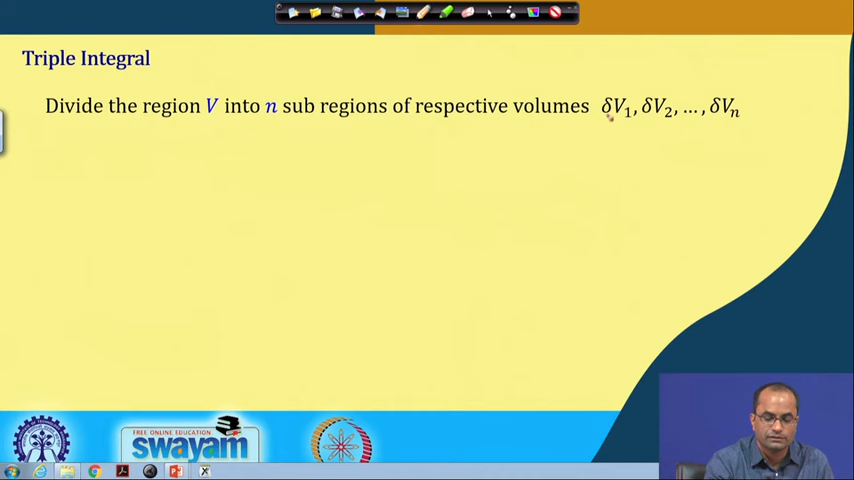 Triple Integral
Divide the region V into n sub regions of respective volumes δV₁, δV₂, … , δVₙ
FREE ONLINE EDUCATION
swayam